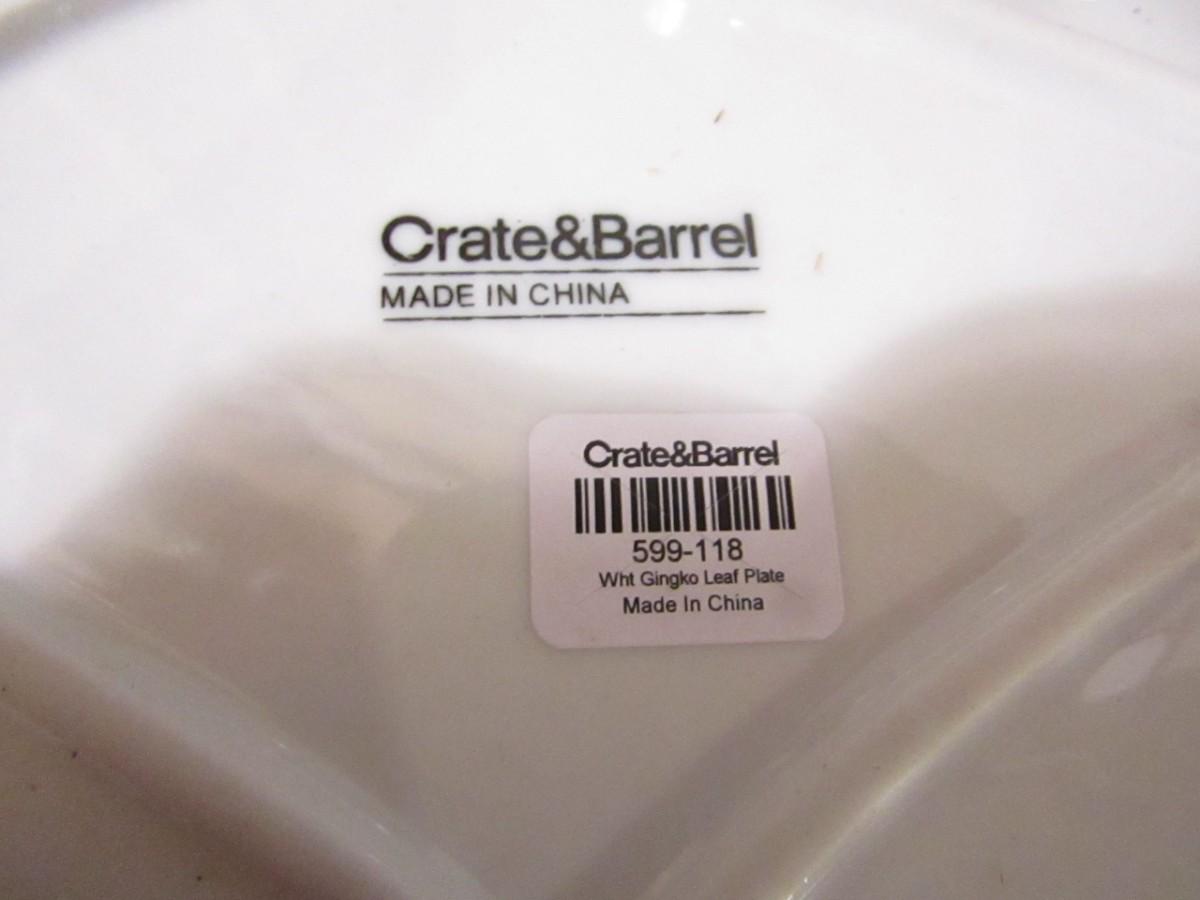 Crate&Barrel
MADE IN CHINA
Crate&Barrel
599-118
Wht Gingko Leaf Plate
Made In China